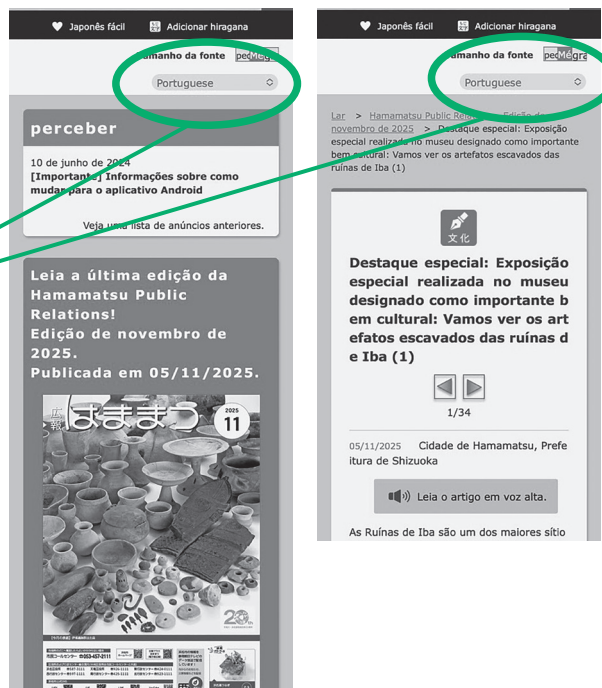 Japonês fácil Adicionar hiragana
Tamanho da fonte
Portuguese
perceber
10 de junho de 2024
[Importante] Informações sobre como
mudar para o aplicativo Android
Veja uma lista de anúncios anteriores.
Leia a última edição da
Hamamatsu Public
Relations!
Edição de novembro de
2025.
Publicada em 05/11/2025.
広報 はままつ
2025
11
20th
Japonês fácil Adicionar hiragana
Tamanho da fonte
Portuguese
Lar > Hamamatsu Public Relations Edição de
novembro de 2025 > Destaque especial: Exposição
especial realizada no museu designado como importante
bem cultural: Vamos ver os artefatos escavados das
ruínas de Iba (1)
文化
Destaque especial: Exposição
especial realizada no museu
designado como importante b
em cultural: Vamos ver os art
efatos escavados das ruínas d
e Iba (1)
1/34
05/11/2025 Cidade de Hamamatsu, Prefe
itura de Shizuoka
Leia o artigo em voz alta.
As Ruínas de Iba são um dos maiores sítio